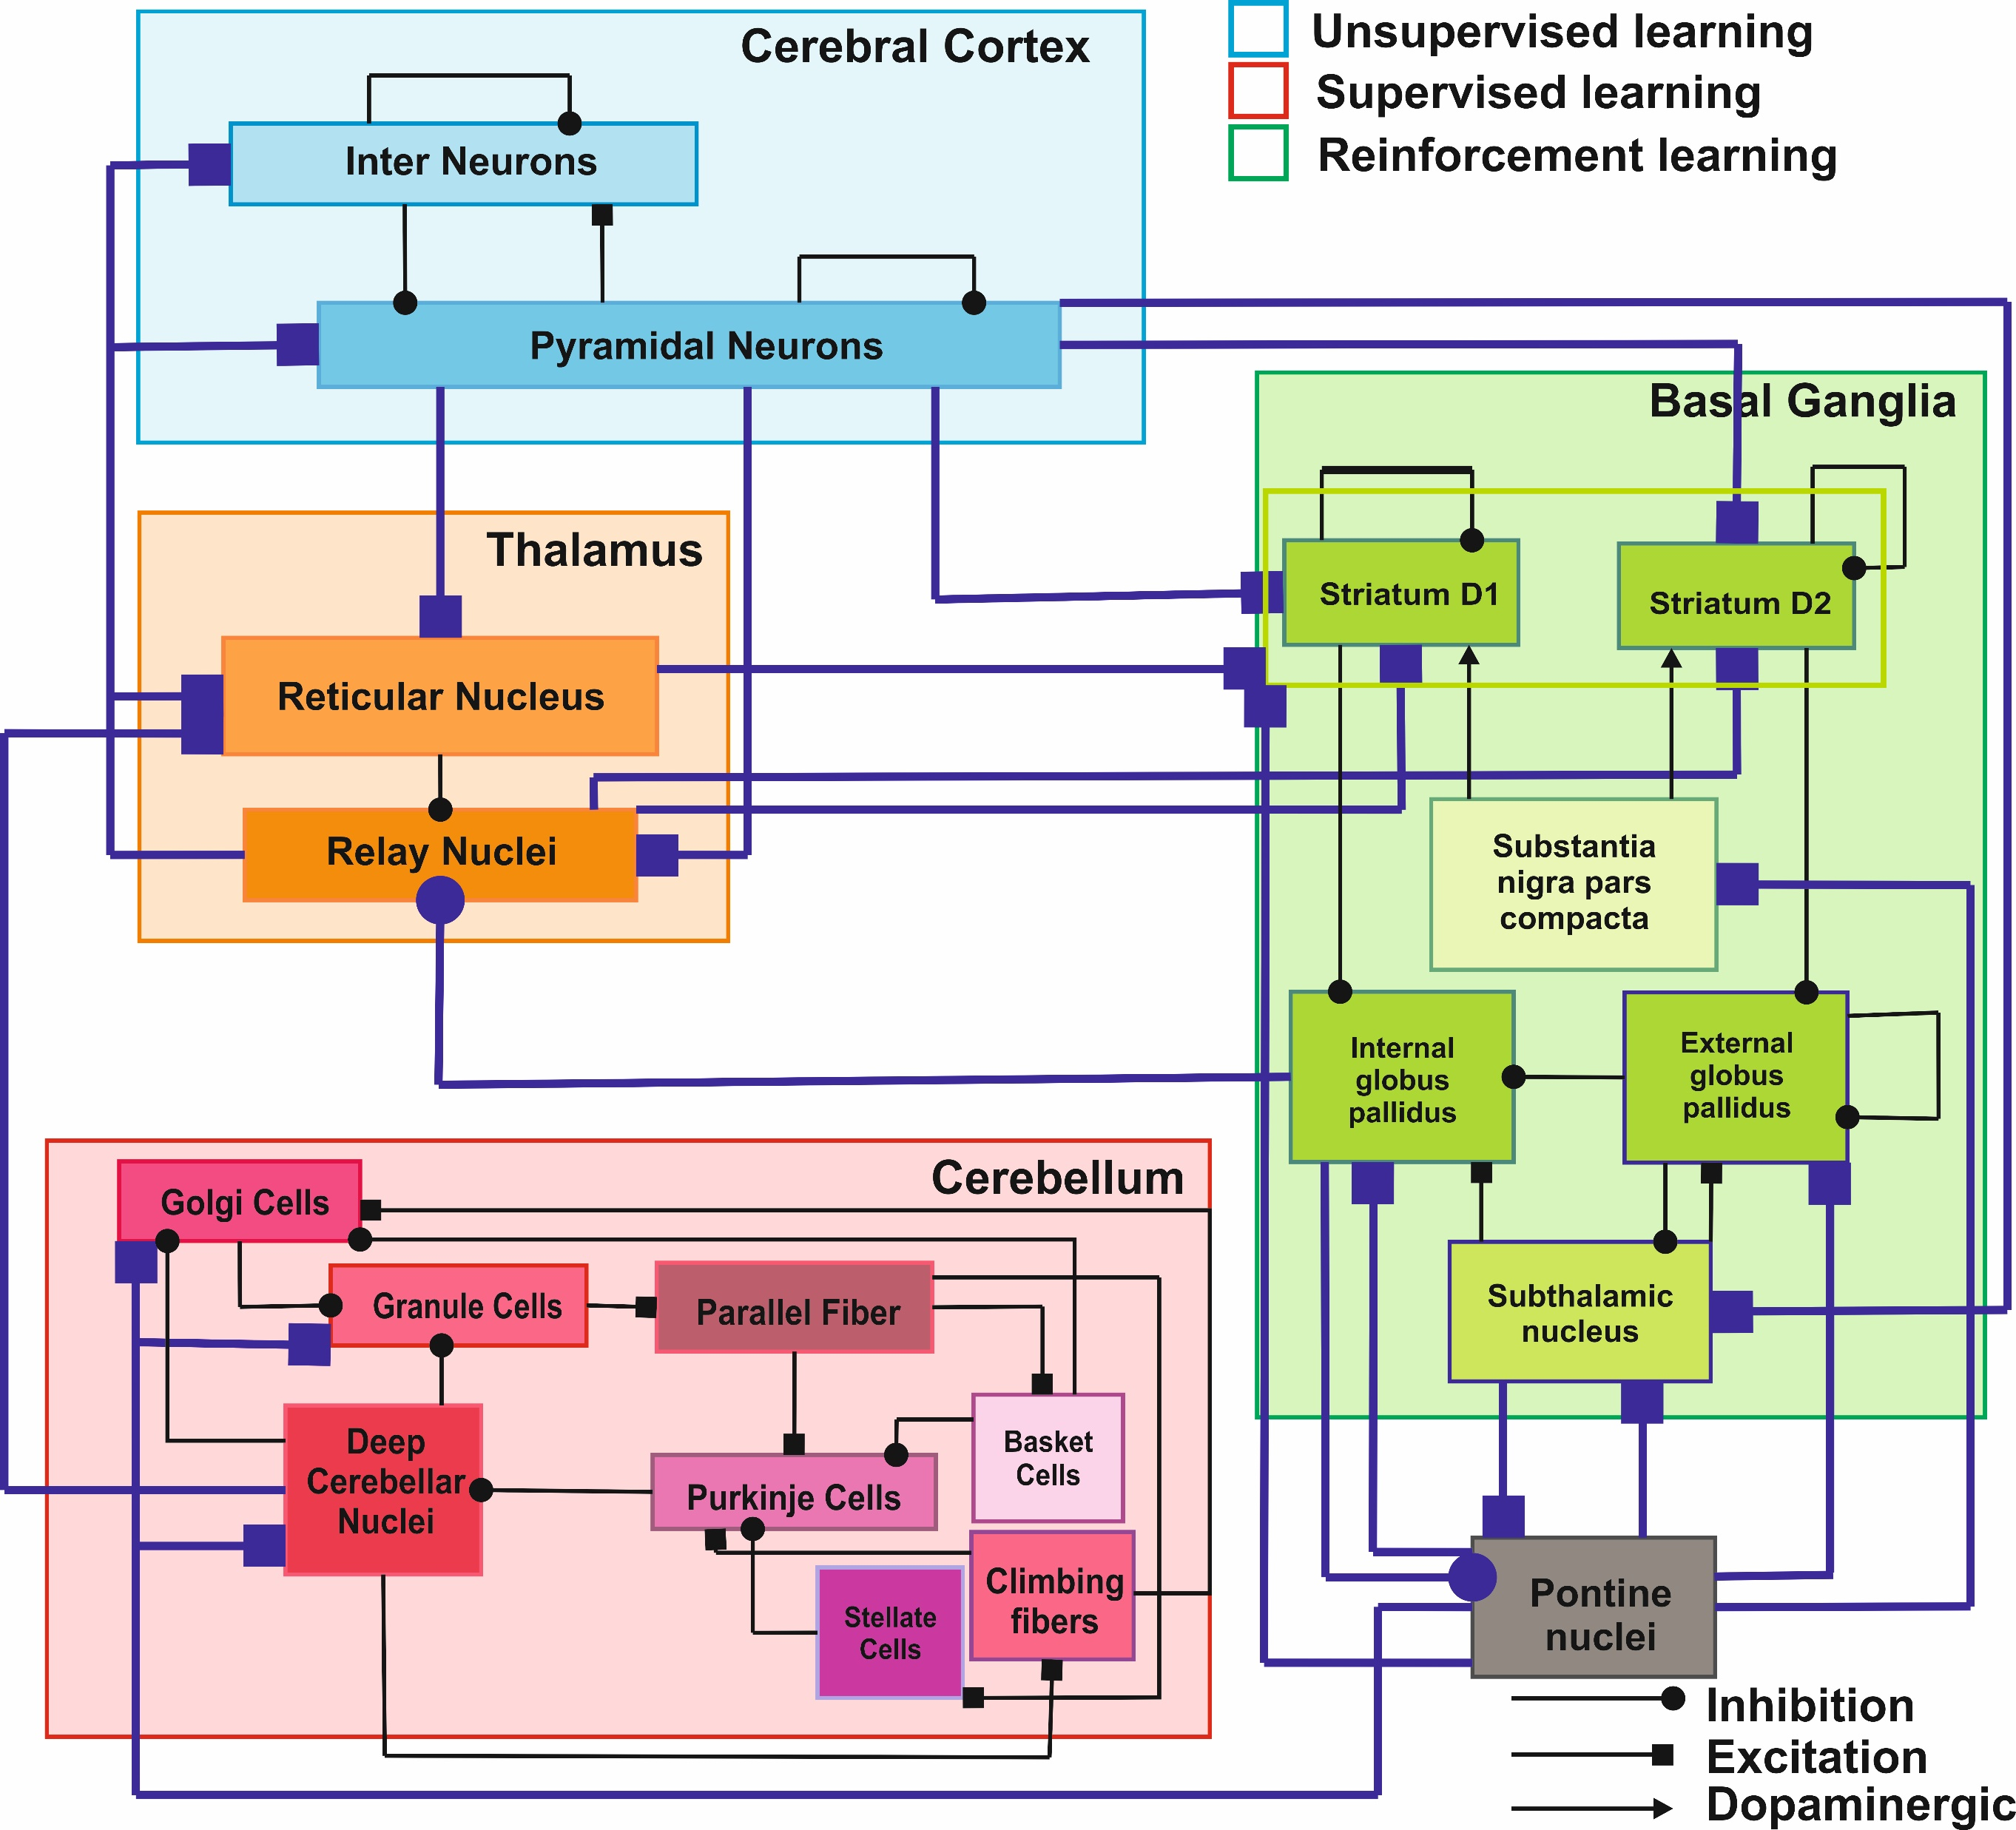 Cerebral Cortex
Unsupervised learning
Supervised learning
Reinforcement learning
Inter Neurons
Pyramidal Neurons
Basal Ganglia
Thalamus
Striatum D1
Striatum D2
Reticular Nucleus
Relay Nuclei
Substantia
nigra pars
compacta
Internal
globus
pallidus
External
globus
pallidus
Cerebellum
Golgi Cells
Granule Cells
Parallel Fiber
Subthalamic
nucleus
Deep
Cerebellar
Nuclei
Purkinje Cells
Basket
Cells
Climbing
fibers
Stellate
Cells
Pontine
nuclei
Inhibition
Excitation
Dopaminergic